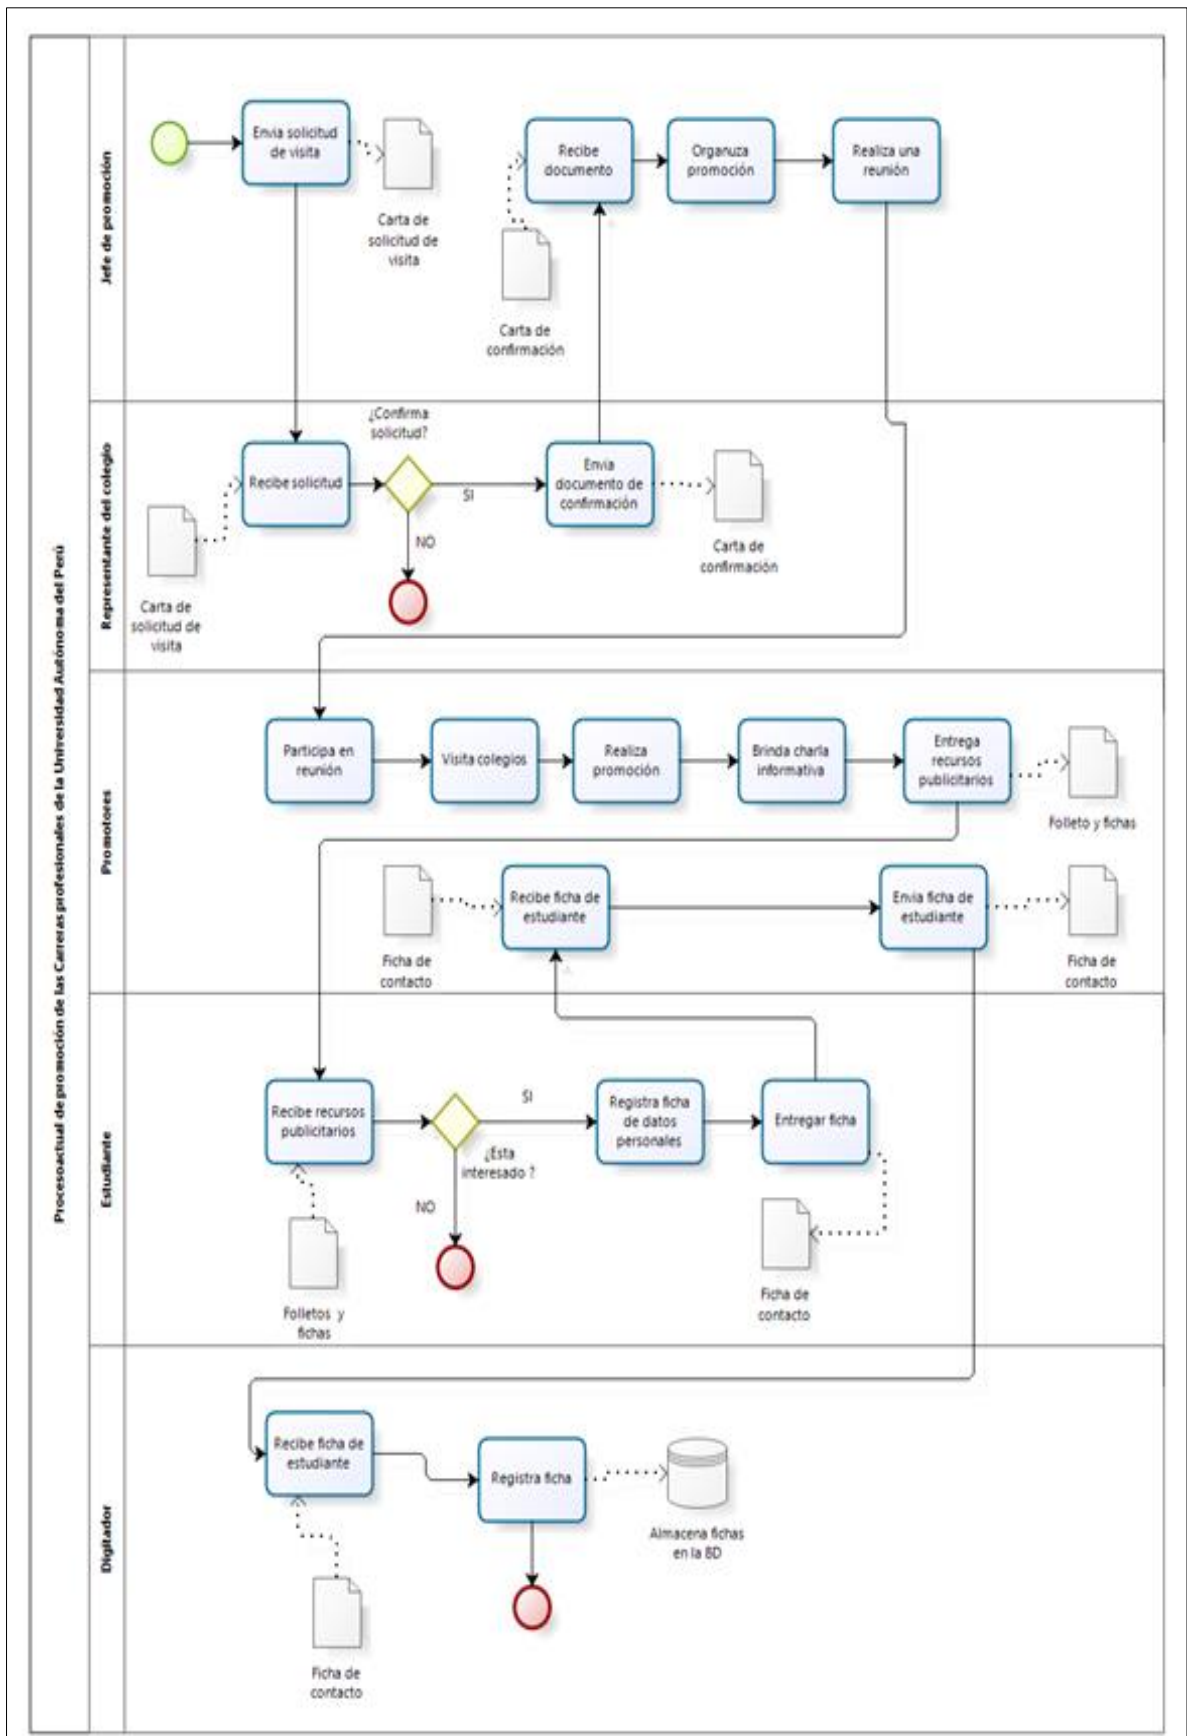 Procesoactual de promoción de las Carreras profesionales de la Universidad Autónoma del Perú
Jefe de promoción
Envia solicitud
de visita
Carta de
solicitud de
visita
Recibe
documento
Organuza
promoción
Realiza una
reunión
Carta de
confirmación
Representante del colegio
¿Confirma
solicitud?
Recibe solicitud
SI
NO
Envia
documento de
confirmación
Carta de
confirmación
Carta de
solicitud de
visita
Promotores
Participa en
reunión
Visita colegios
Realiza
promoción
Brinda charla
informativa
Entrega
recursos
publicitarios
Folleto y fichas
Ficha de
contacto
Recibe ficha de
estudiante
Envia ficha de
estudiante
Ficha de
contacto
Estudiante
Recibe recursos
publicitarios
SI
¿Esta
interesado ?
NO
Registra ficha
de datos
personales
Entregar ficha
Folletos y
fichas
Ficha de
contacto
Digitador
Recibe ficha de
estudiante
Registra ficha
Almacena fichas
en la BD
Ficha de
contacto